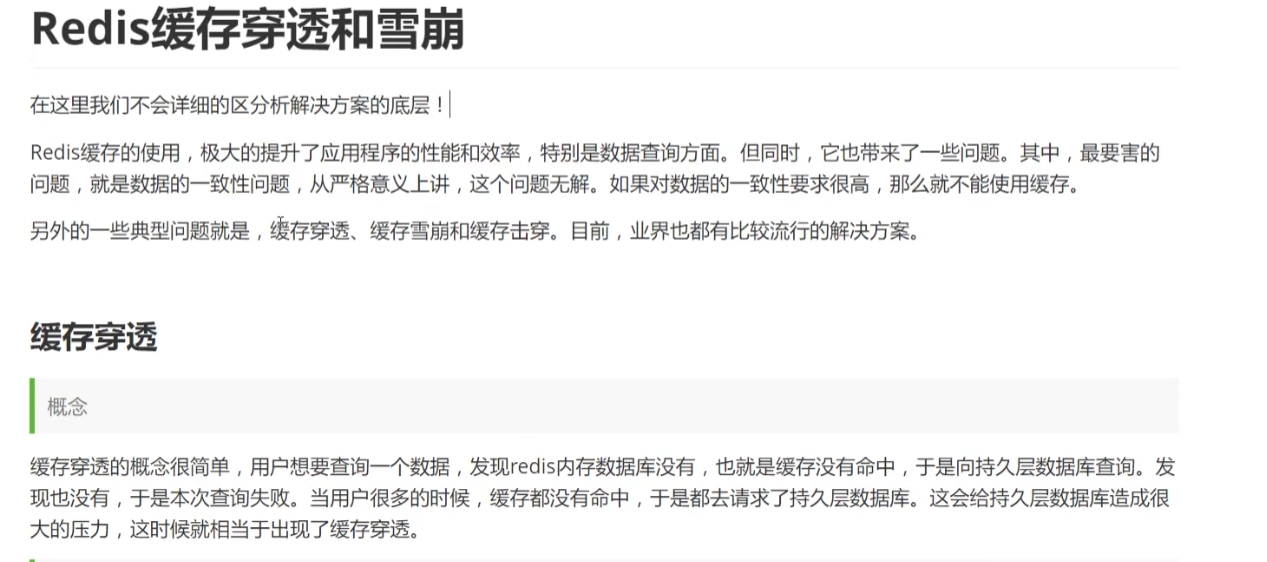 Redis缓存穿透和雪崩
在这里我们不会详细的区分析解决方案的底层！
Redis缓存的使用，极大的提升了应用程序的性能和效率，特别是数据查询方面。但同时，它也带来了一些问题。其中，最要害的
问题，就是数据的一致性问题，从严格意义上讲，这个问题无解。如果对数据的一致性要求很高，那么就不能使用缓存。
另外的一些典型问题就是，缓存穿透、缓存雪崩和缓存击穿。目前，业界也都有比较流行的解决方案。
缓存穿透
概念
缓存穿透的概念很简单，用户想要查询一个数据，发现redis内存数据库没有，也就是缓存没有命中，于是向持久层数据库查询。发
现也没有，于是本次查询失败。当用户很多的时候，缓存都没有命中，于是都去请求了持久层数据库。这会给持久层数据库造成很
大的压力，这时候就相当于出现了缓存穿透。